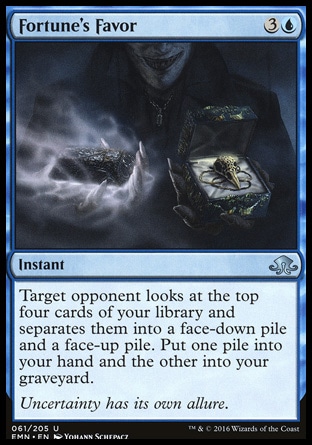 Fortune's Favor 3
Instant
Target opponent looks at the top
four cards of your library and
separates them into a face-down pile
and a face-up pile. Put one pile into
your hand and the other into your
graveyard.
Uncertainty has its own allure.
061/205 U
EMN • EN Yohann Schepacz
™ & © 2016 Wizards of the Coast